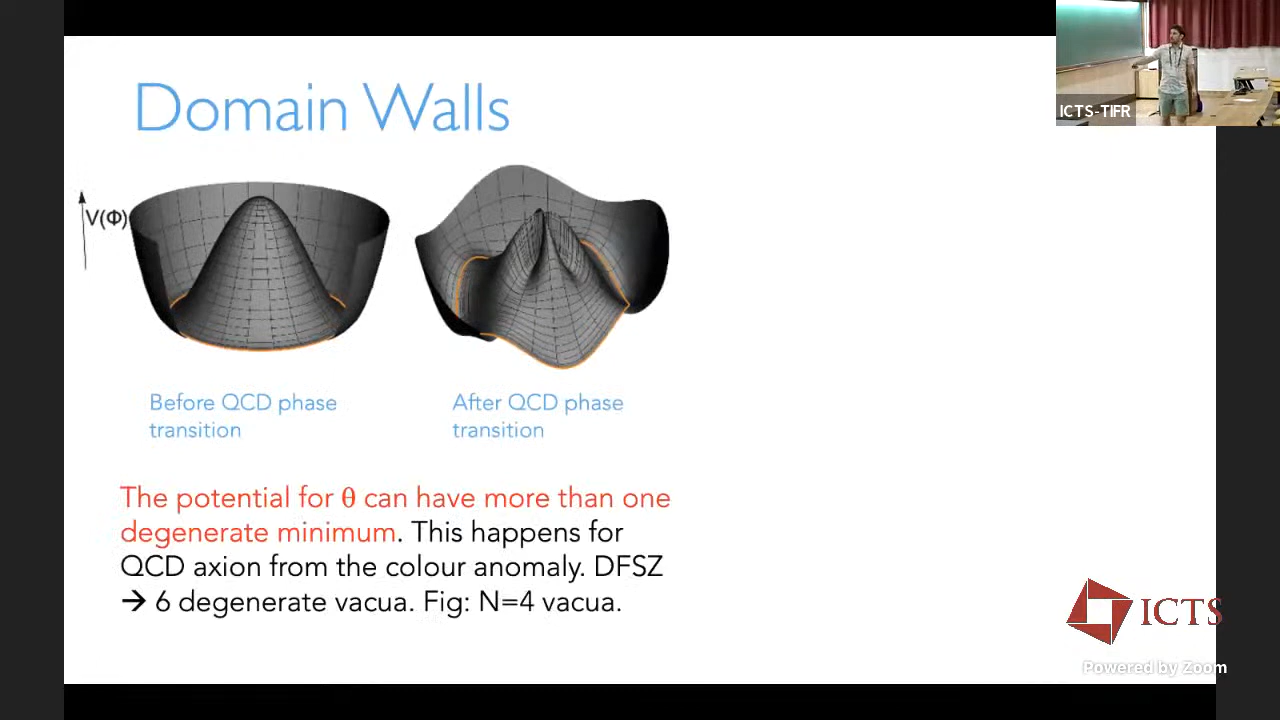 Domain Walls
ICTS-TIFR
V(Φ)
Before QCD phase
transition
After QCD phase
transition
The potential for θ can have more than one
degenerate minimum. This happens for
QCD axion from the colour anomaly. DFSZ
→ 6 degenerate vacua. Fig: N=4 vacua.
ICTS
Powered by Zoom